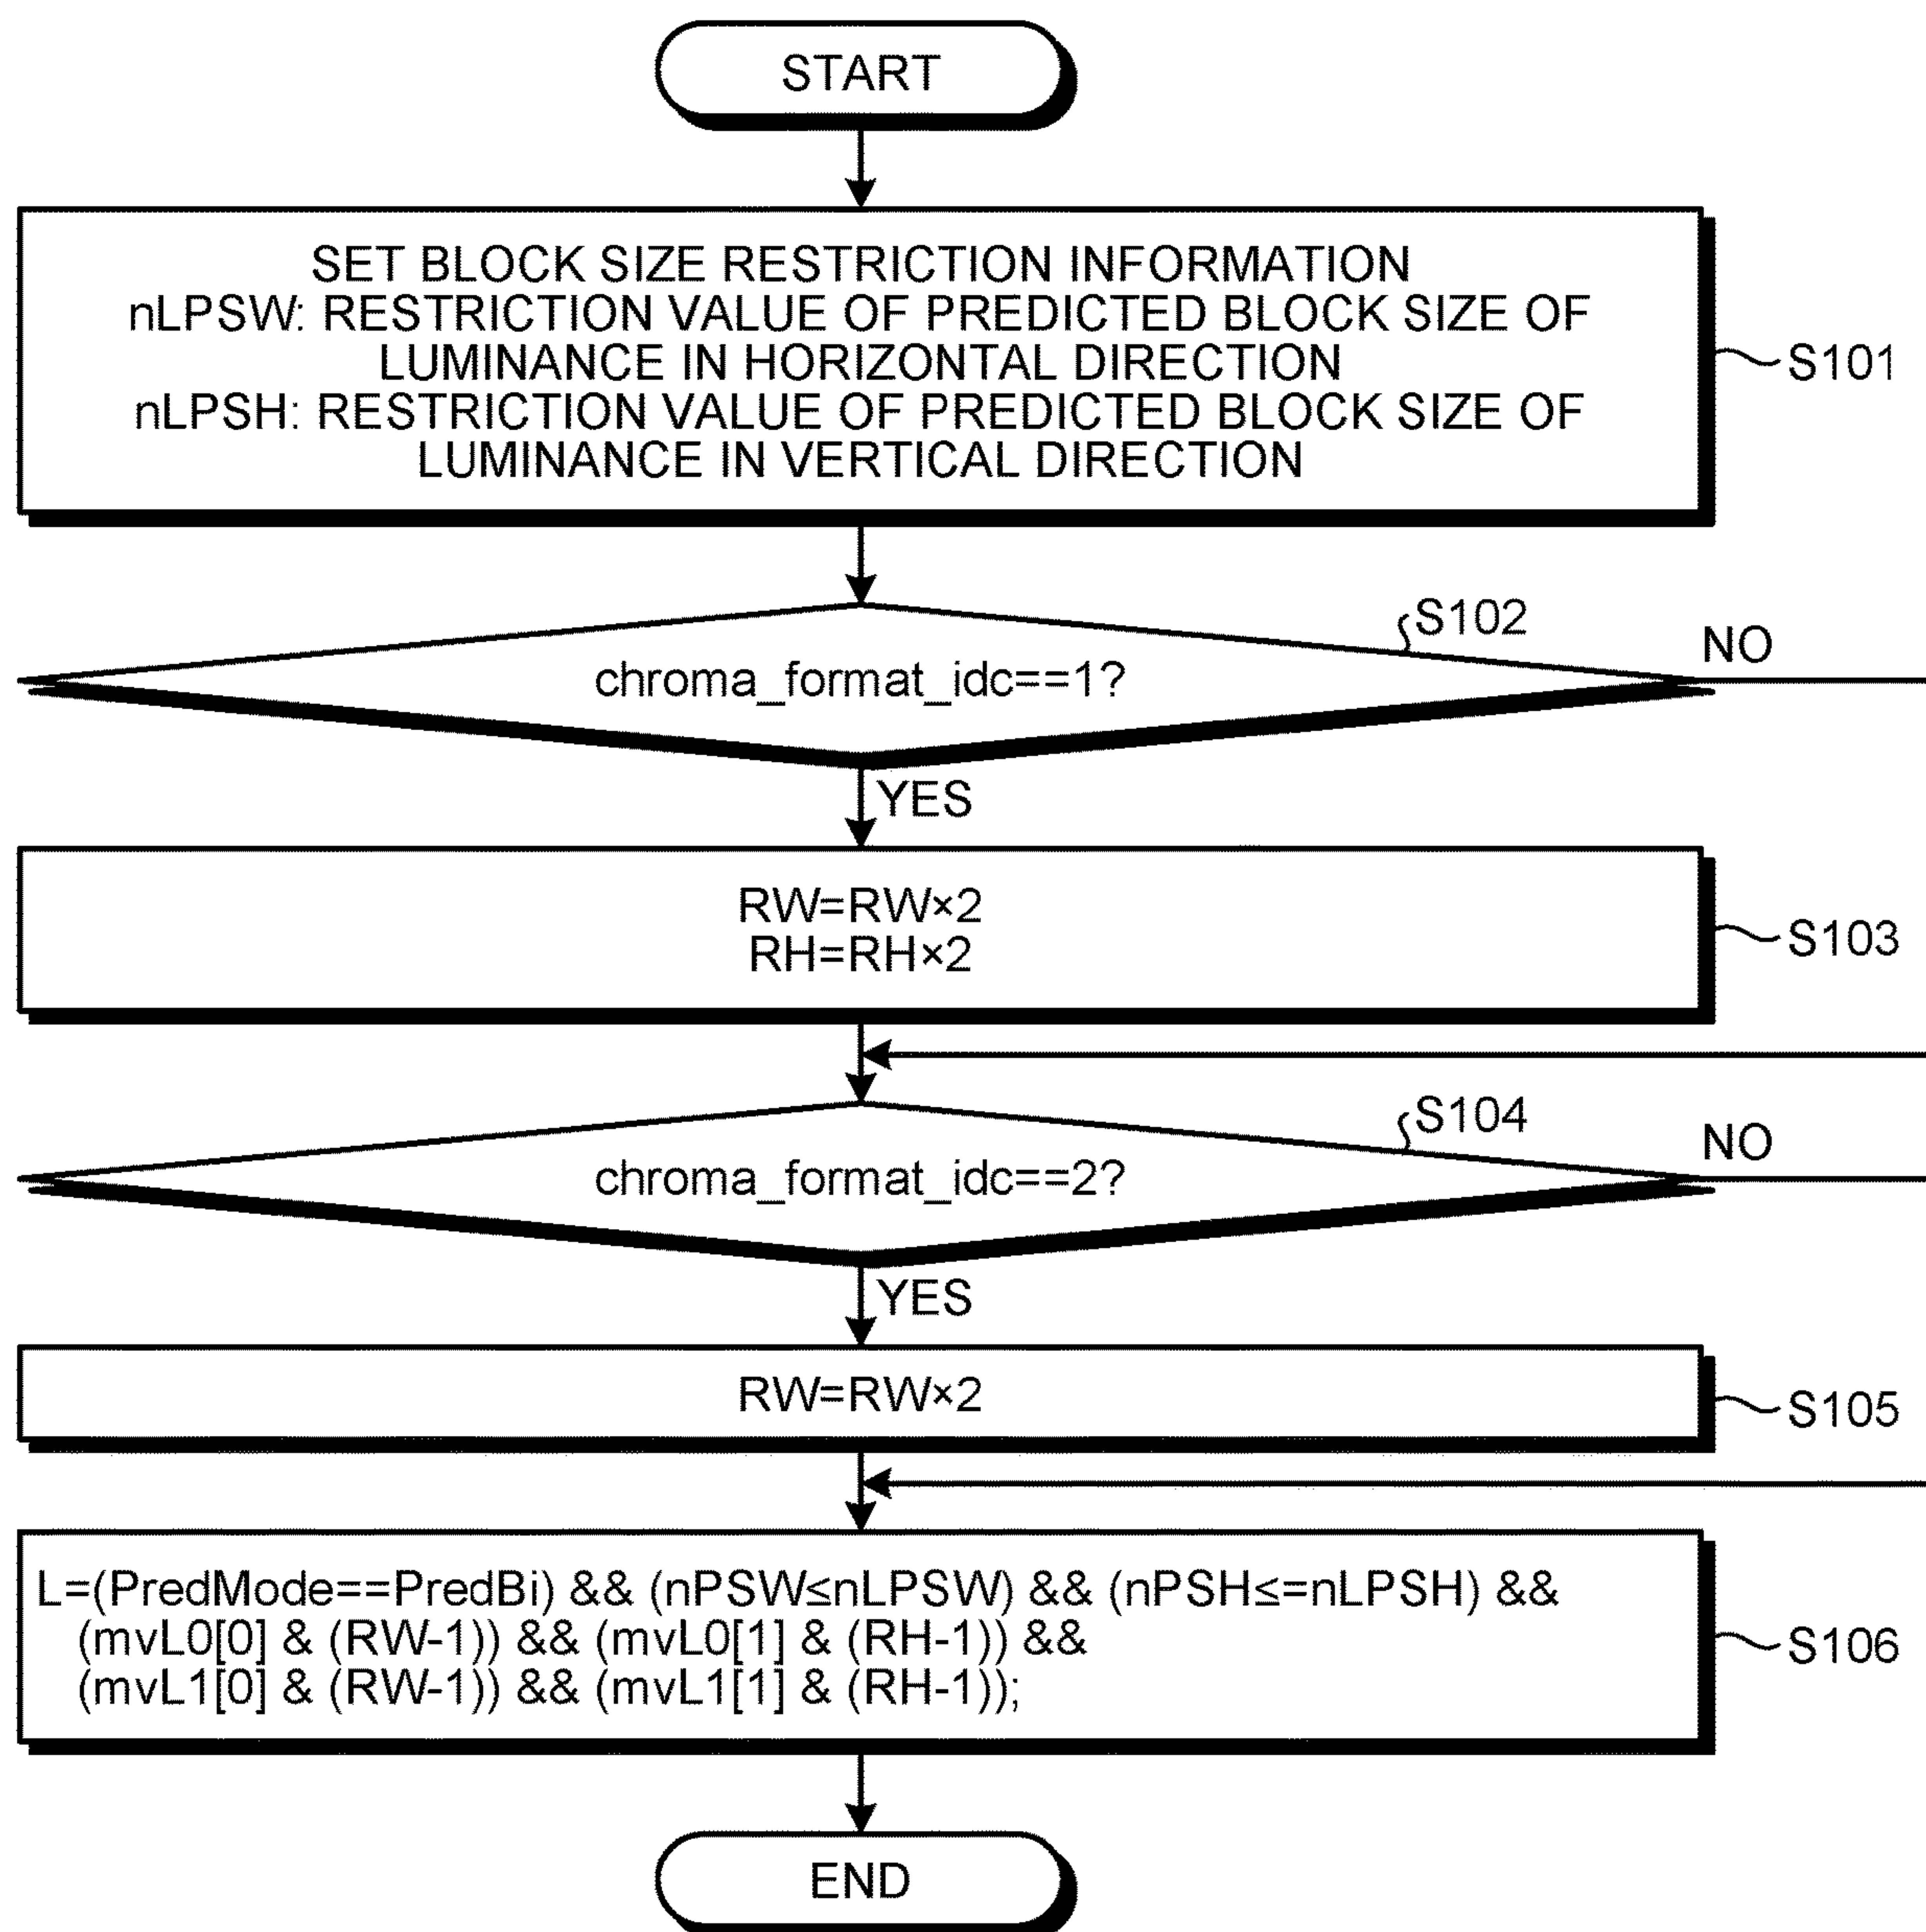 START
SET BLOCK SIZE RESTRICTION INFORMATION
nLPSW: RESTRICTION VALUE OF PREDICTED BLOCK SIZE OF
LUMINANCE IN HORIZONTAL DIRECTION
nLPSH: RESTRICTION VALUE OF PREDICTED BLOCK SIZE OF
LUMINANCE IN VERTICAL DIRECTION
S101
S102
NO
chroma_format_idc==1?
YES
RW=RW×2
RH=RH×2
S103
S104
NO
chroma_format_idc==2?
YES
RW=RW×2
S105
L=(PredMode==PredBi) && (nPSW≤nLPSW) && (nPSH≤=nLPSH) &&
(mvL0[0] & (RW-1)) && (mvL0[1] & (RH-1)) &&
(mvL1[0] & (RW-1)) && (mvL1[1] & (RH-1));
S106
END